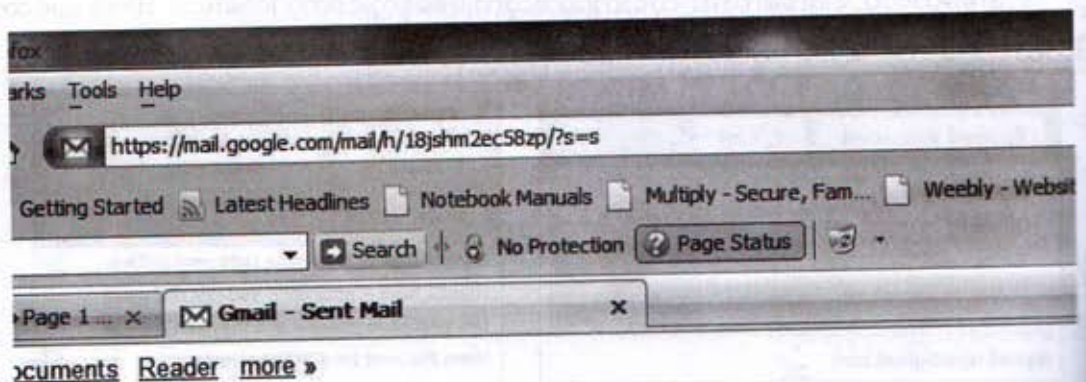 fox
arks Tools Help
https://mail.google.com/mail/h/18jshm2ec58zp/?s=s
Getting Started Latest Headlines Notebook Manuals Multiply - Secure, Fam... Weebly - Websit
Search No Protection Page Status
Page 1 ... × Gmail - Sent Mail ×
ocuments Reader more »